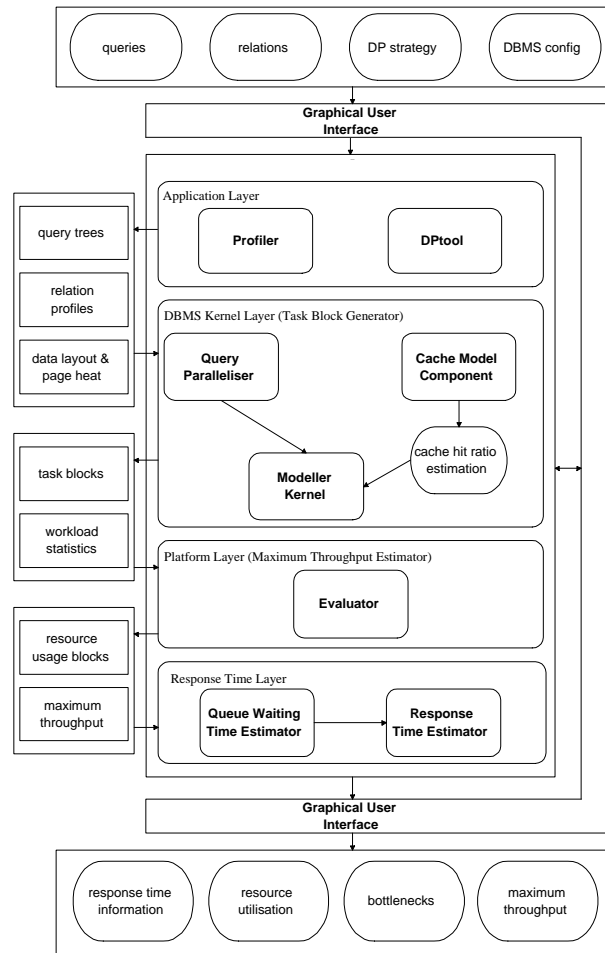 queries
relations
DP strategy
DBMS config
Graphical User
Interface
Application Layer
Profiler
DPtool
query trees
relation
profiles
data layout &
page heat
DBMS Kernel Layer (Task Block Generator)
Query
Paralleliser
Cache Model
Component
cache hit ratio
estimation
Modeller
Kernel
task blocks
workload
statistics
Platform Layer (Maximum Throughput Estimator)
Evaluator
resource
usage blocks
maximum
throughput
Response Time Layer
Queue Waiting
Time Estimator
Response
Time Estimator
Graphical User
Interface
response time
information
resource
utilisation
bottlenecks
maximum
throughput